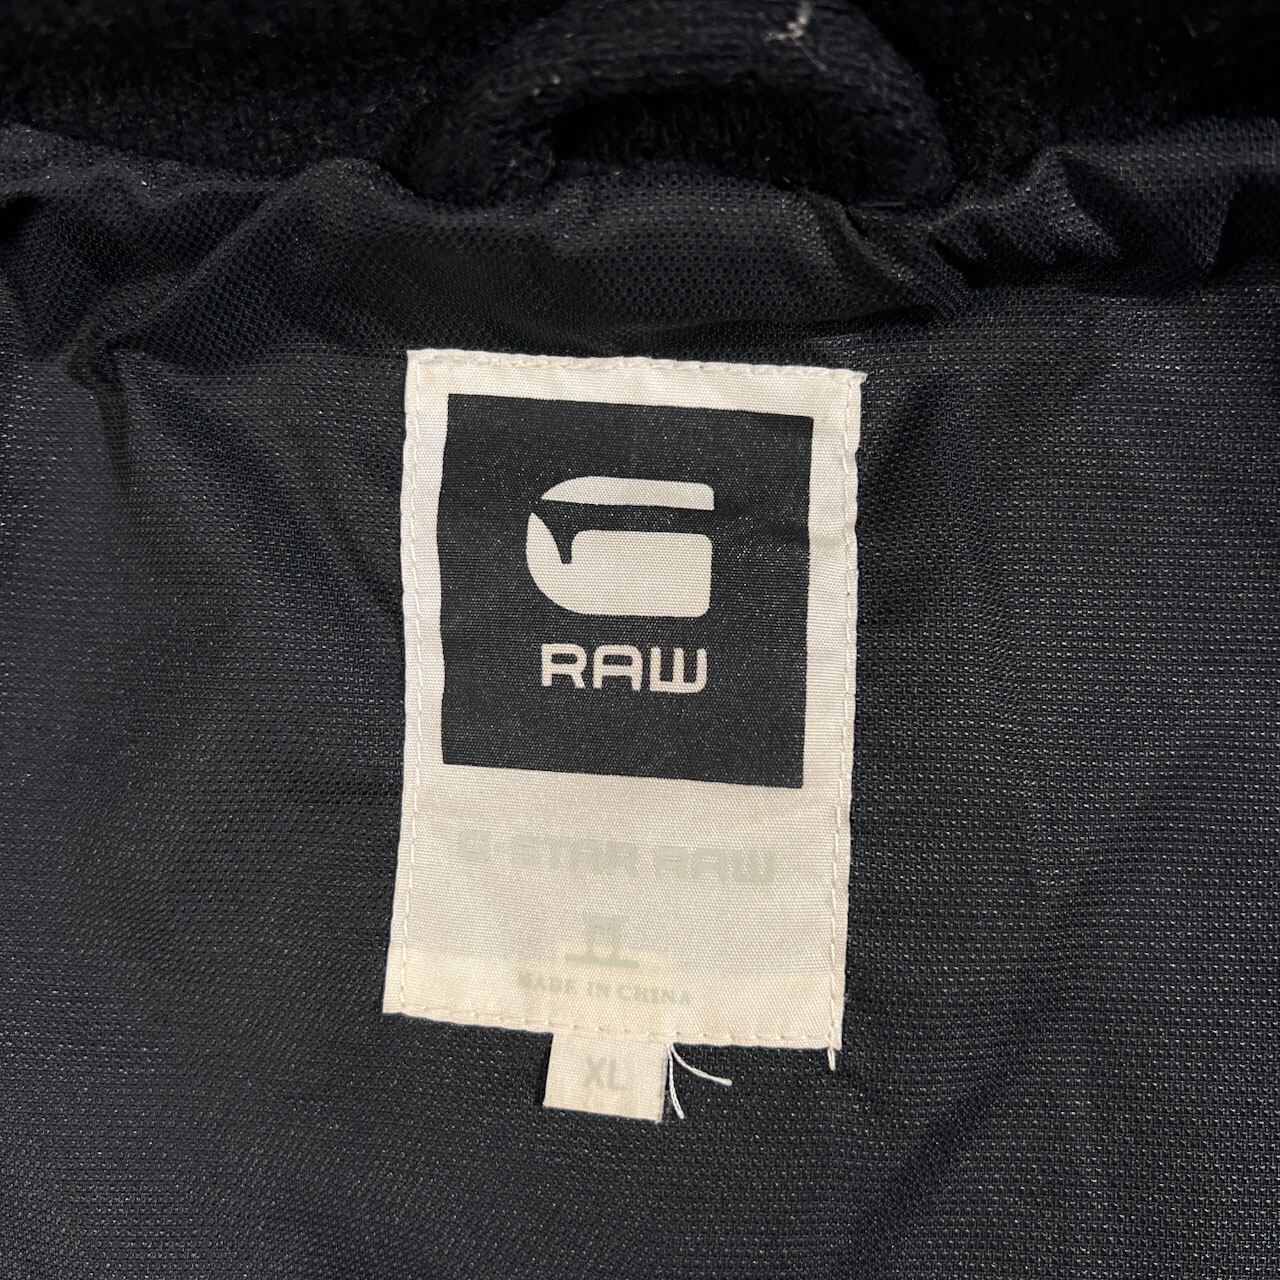 RAW
G-STAR RAW
MADE IN CHINA
XL